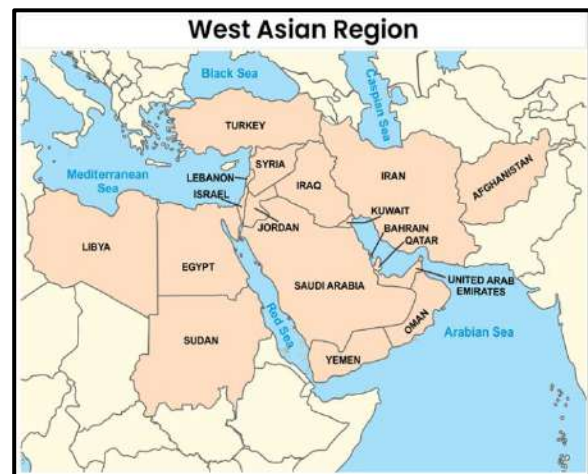 West Asian Region
Black Sea
Caspian Sea
TURKEY
Mediterranean
Sea
LEBANON
SYRIA
ISRAEL
IRAQ
IRAN
AFGHANISTAN
JORDAN
KUWAIT
BAHRAIN
QATAR
LIBYA
EGYPT
SAUDI ARABIA
UNITED ARAB
EMIRATES
Red Sea
OMAN
Arabian Sea
SUDAN
YEMEN